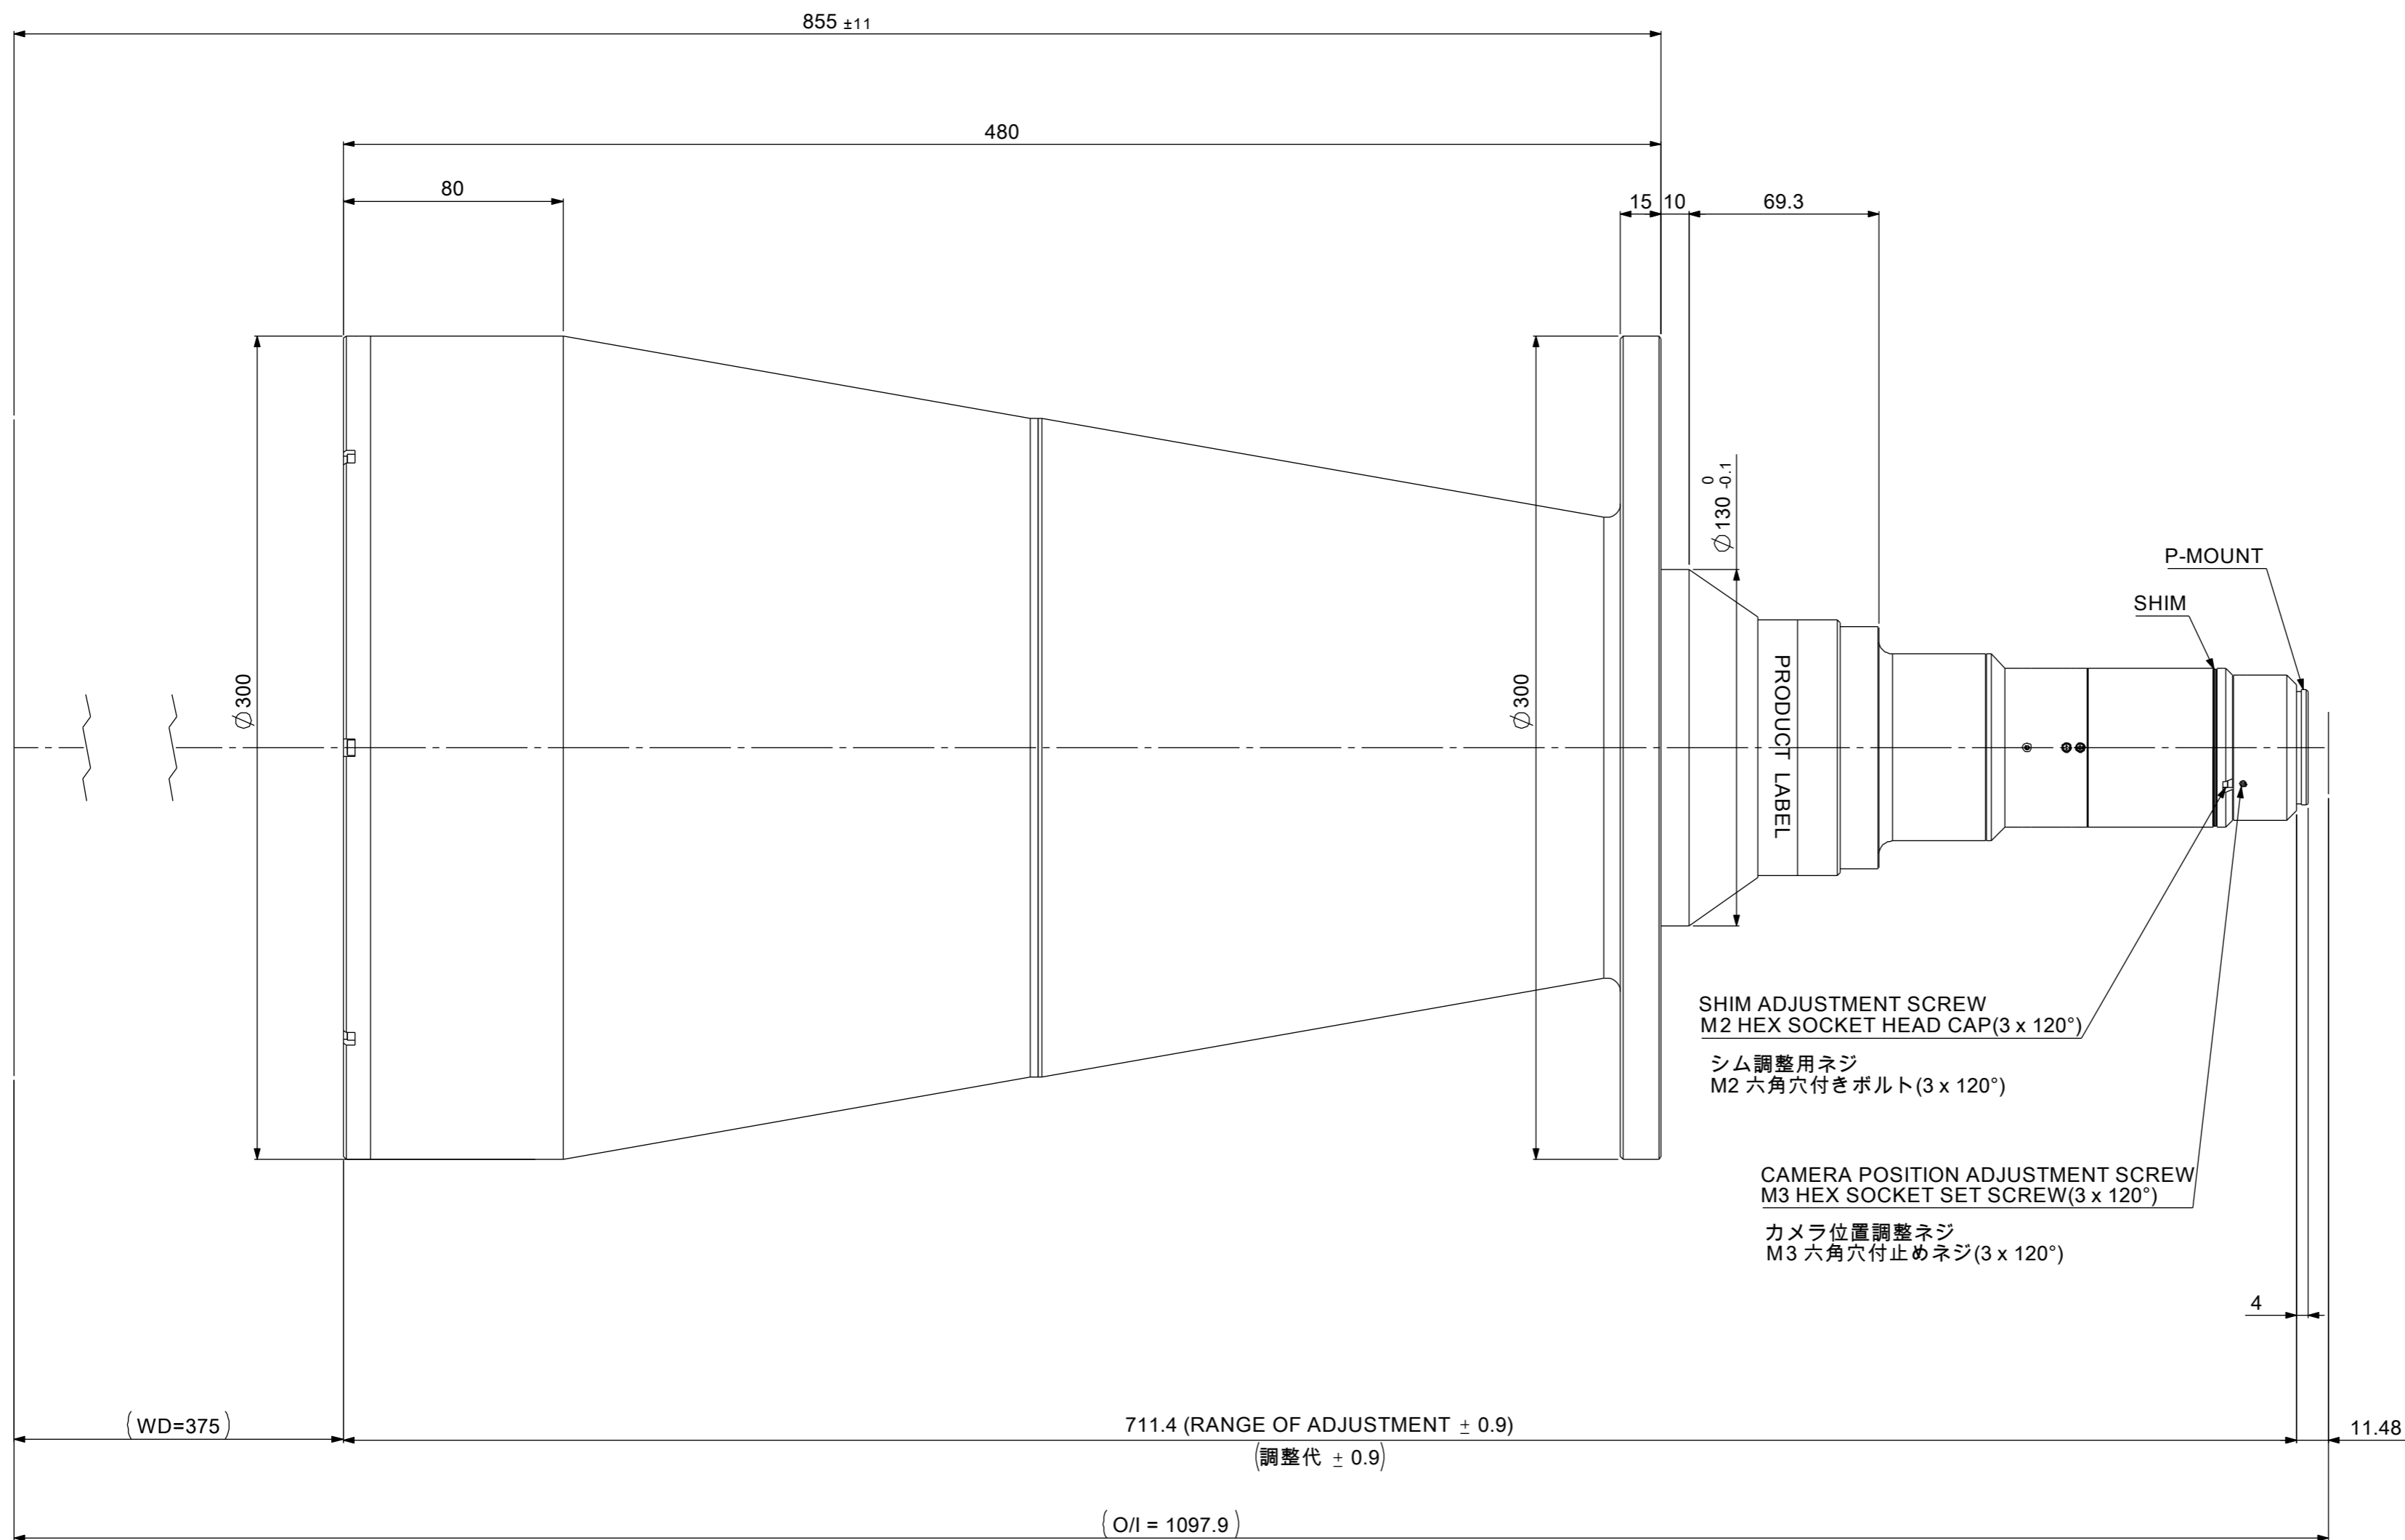 855 ±11
480
80
15
10
69.3
0
-0.1
∅130
P-MOUNT
SHIM
∅300
∅300
PRODUCT LABEL
SHIM ADJUSTMENT SCREW
M2 HEX SOCKET HEAD CAP(3 x 120°)
シム調整用ネジ
M2 六角穴付きボルト(3 x 120°)
CAMERA POSITION ADJUSTMENT SCREW
M3 HEX SOCKET SET SCREW(3 x 120°)
カメラ位置調整ネジ
M3 六角穴付止めネジ(3 x 120°)
4
(WD=375)
711.4 (RANGE OF ADJUSTMENT ± 0.9)
11.48
(調整代 ± 0.9)
(O/I = 1097.9)